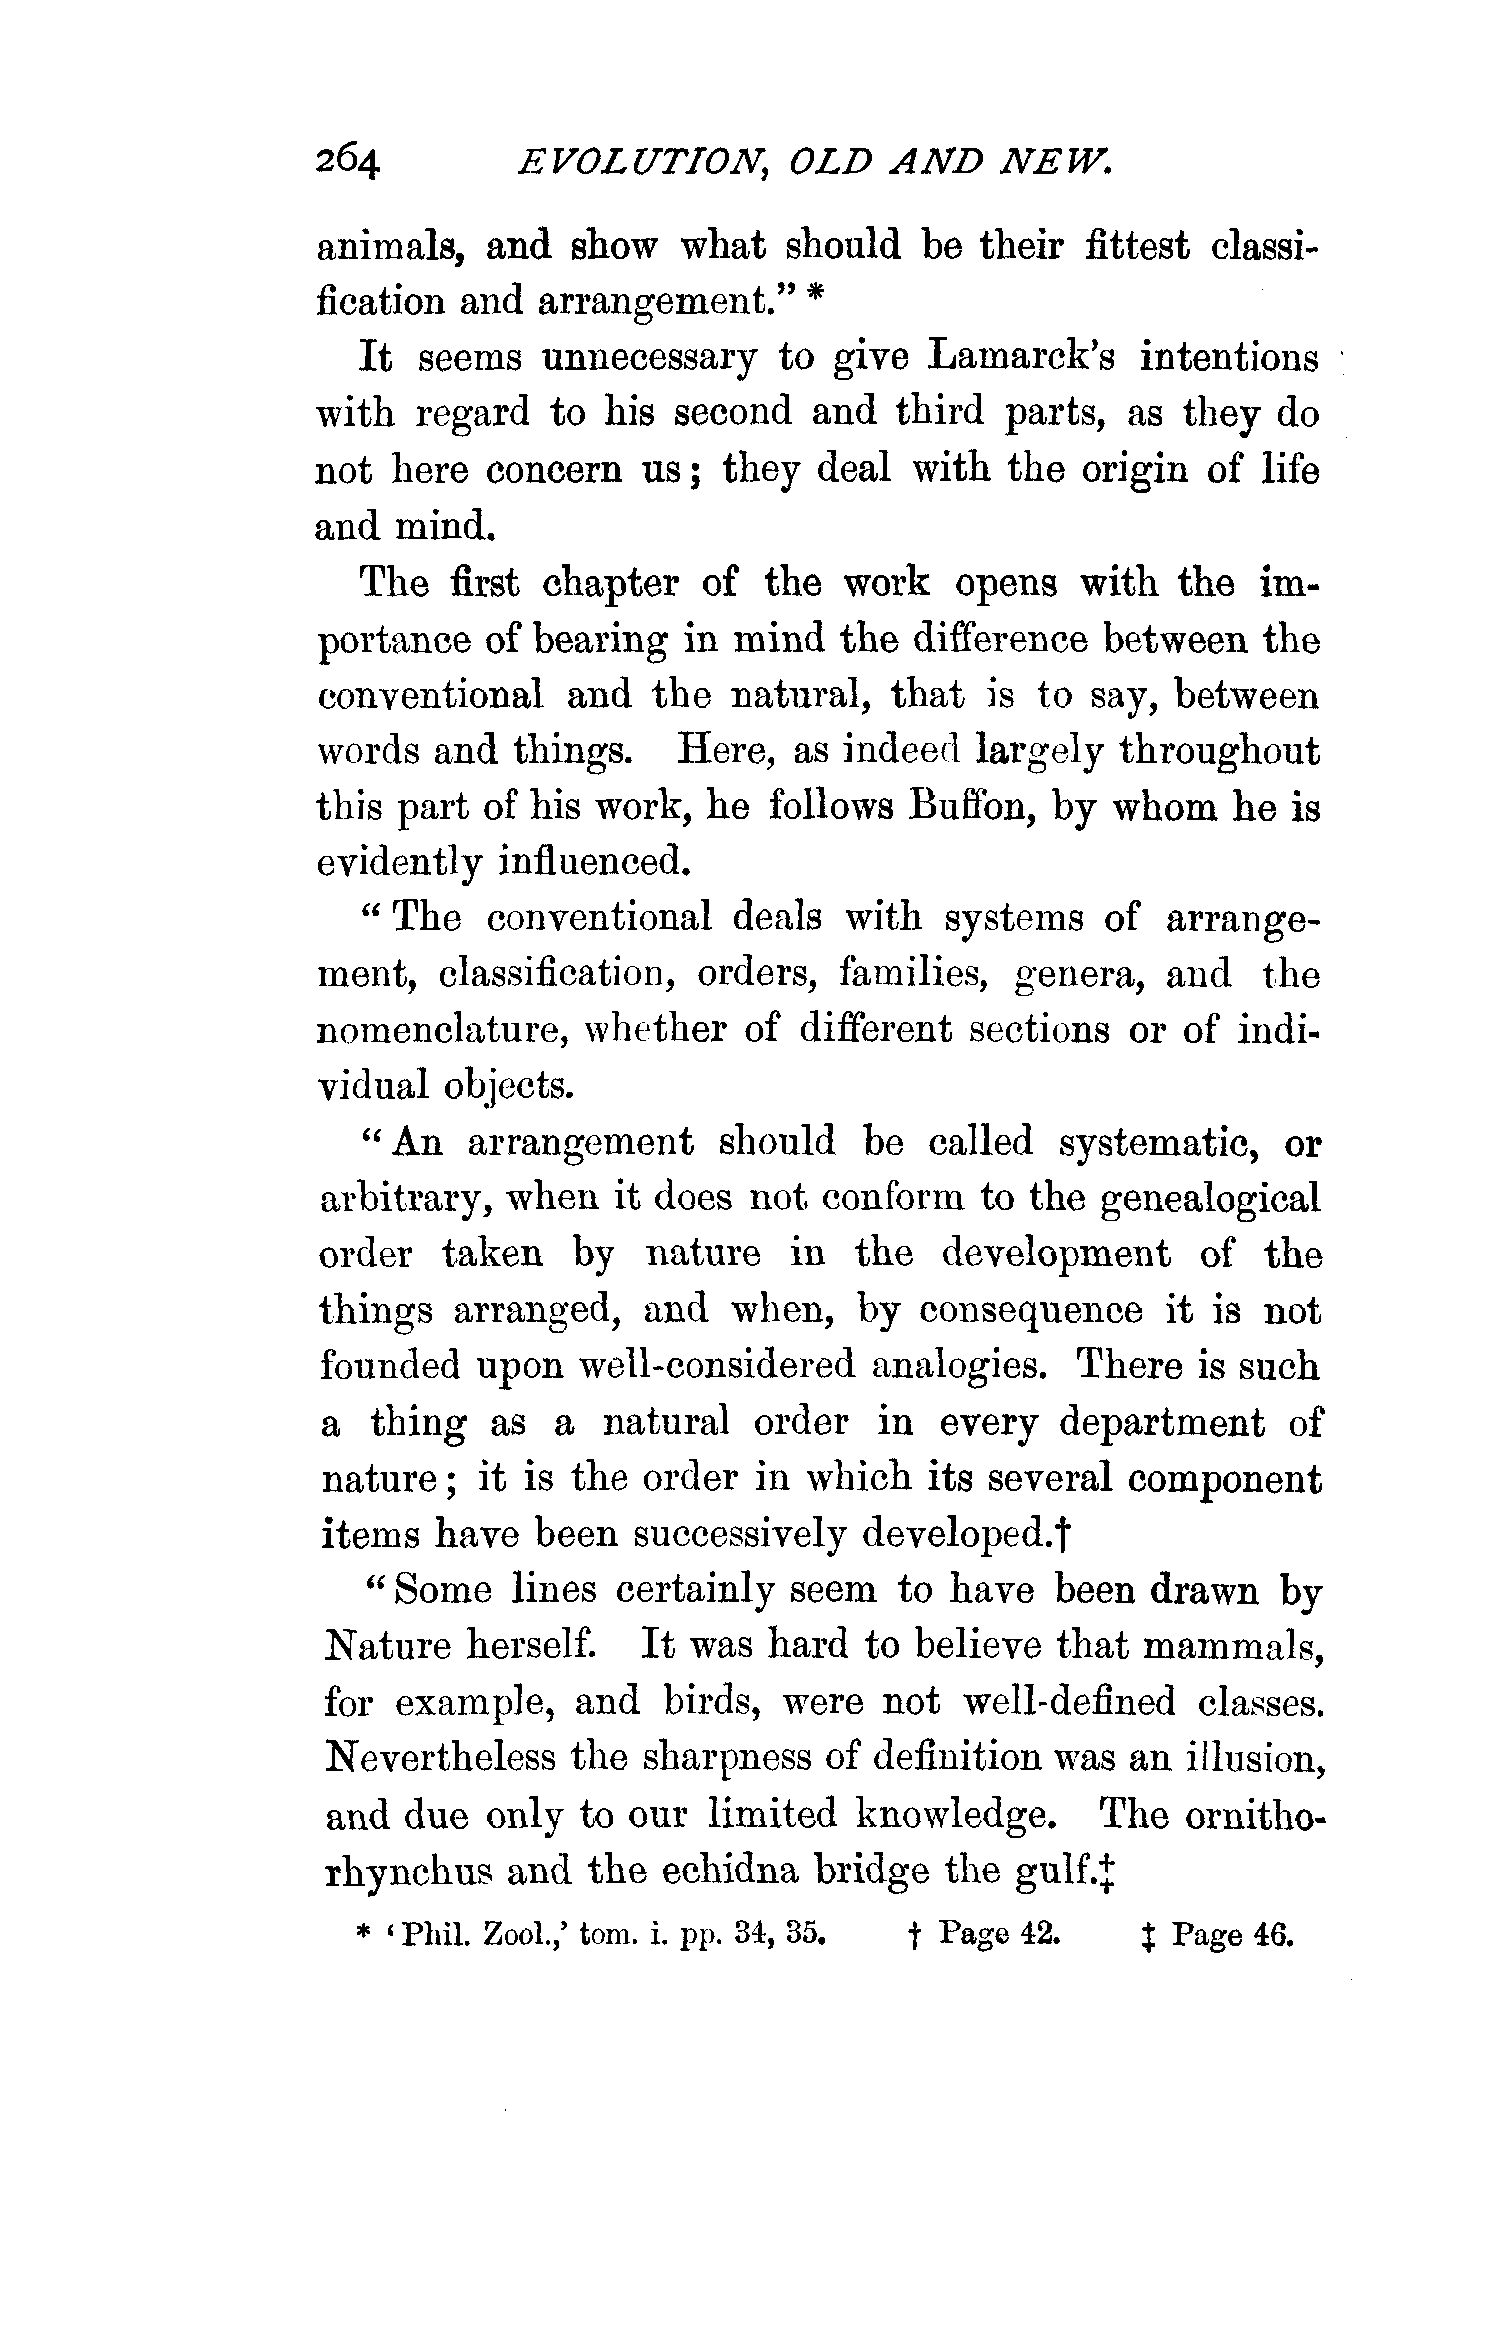 264 EVOLUTION, OLD AND NEW.
animals, and show what should be their fittest classi-
fication and arrangement." *
It seems unnecessary to give Lamarck's intentions
with regard to his second and third parts, as they do
not here concern us; they deal with the origin of life
and mind.
The first chapter of the work opens with the im-
portance of bearing in mind the difference between the
conventional and the natural, that is to say, between
words and things. Here, as indeed largely throughout
this part of his work, he follows Buffon, by whom he is
evidently influenced.
"The conventional deals with systems of arrange-
ment, classification, orders, families, genera, and the
nomenclature, whether of different sections or of indi-
vidual objects.
"An arrangement should be called systematic, or
arbitrary, when it does not conform to the genealogical
order taken by nature in the development of the
things arranged, and when, by consequence it is not
founded upon well-considered analogies. There is such
a thing as a natural order in every department of
nature; it is the order in which its several component
items have been successively developed.†
"Some lines certainly seem to have been drawn by
Nature herself. It was hard to believe that mammals,
for example, and birds, were not well-defined classes.
Nevertheless the sharpness of definition was an illusion,
and due only to our limited knowledge. The ornitho-
rhynchus and the echidna bridge the gulf.‡
* 'Phil. Zool.,' tom. i. pp. 34, 35. † Page 42. ‡ Page 46.